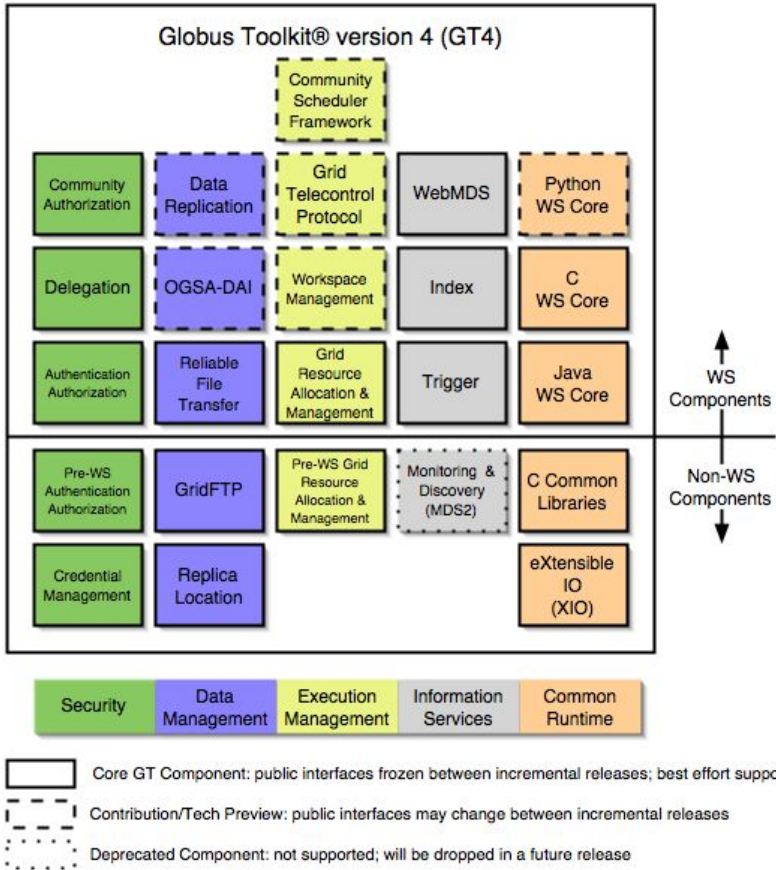 Globus Toolkit® version 4 (GT4)
Community
Scheduler
Framework
Community
Authorization
Data
Replication
Grid
Telecontrol
Protocol
WebMDS
Python
WS Core
Delegation
OGSA-DAI
Workspace
Management
Index
C
WS Core
Authentication
Authorization
Reliable
File
Transfer
Grid
Resource
Allocation &
Management
Trigger
Java
WS Core
WS
Components
Pre-WS
Authentication
Authorization
GridFTP
Pre-WS Grid
Resource
Allocation &
Management
Monitoring &
Discovery
(MDS2)
C Common
Libraries
Non-WS
Components
Credential
Management
Replica
Location
eXtensible
IO
(XIO)
Security
Data
Management
Execution
Management
Information
Services
Common
Runtime
Core GT Component: public interfaces frozen between incremental releases; best effort suppo
Contribution/Tech Preview: public interfaces may change between incremental releases
Deprecated Component: not supported; will be dropped in a future release